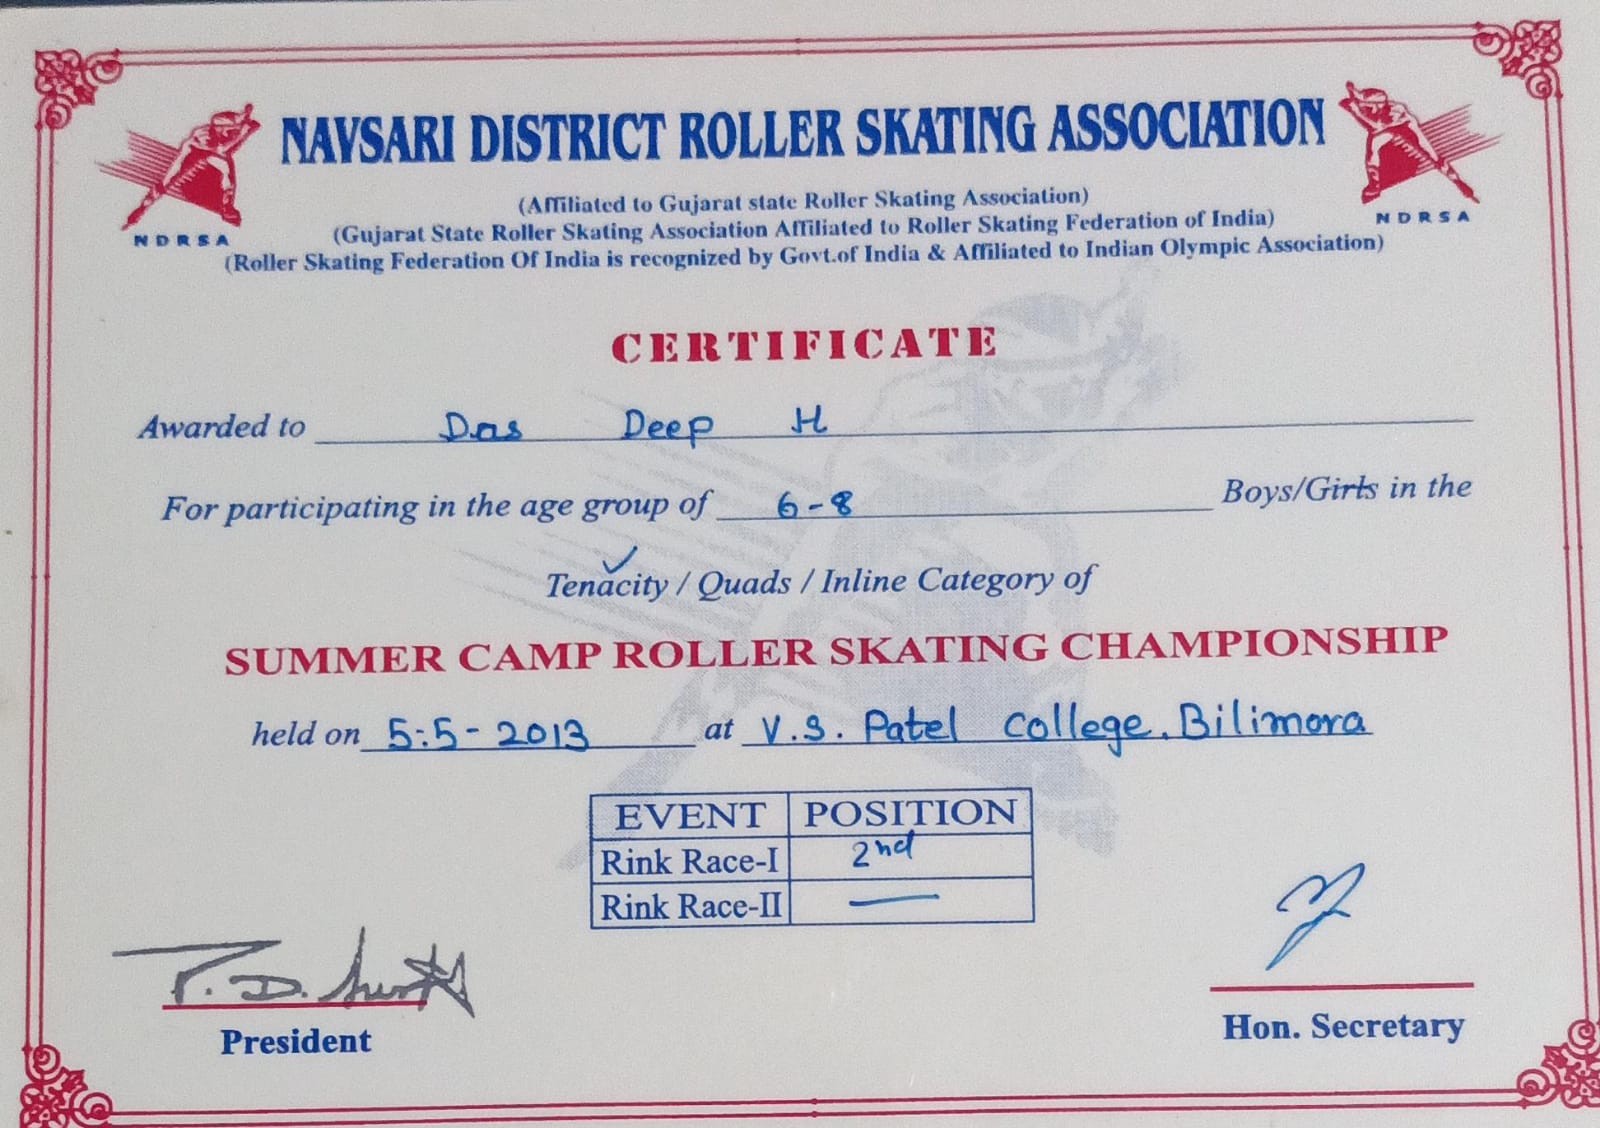 NAVSARI DISTRICT ROLLER SKATING ASSOCIATION
(Affiliated to Gujarat state Roller Skating Association)
(Gujarat State Roller Skating Association Affiliated to Roller Skating Federation of India)
(Roller Skating Federation Of India is recognized by Govt.of India & Affiliated to Indian Olympic Association)
NDRSA
NDRSA
CERTIFICATE
Awarded to Das Deep H
For participating in the age group of 6-8 Boys/Girls in the
Tenacity / Quads / Inline Category of
SUMMER CAMP ROLLER SKATING CHAMPIONSHIP
held on 5-5-2013 at V.S. Patel College, Bilimora
EVENT POSITION
Rink Race-I 2nd
Rink Race-II —
P. D.
President
Hon. Secretary